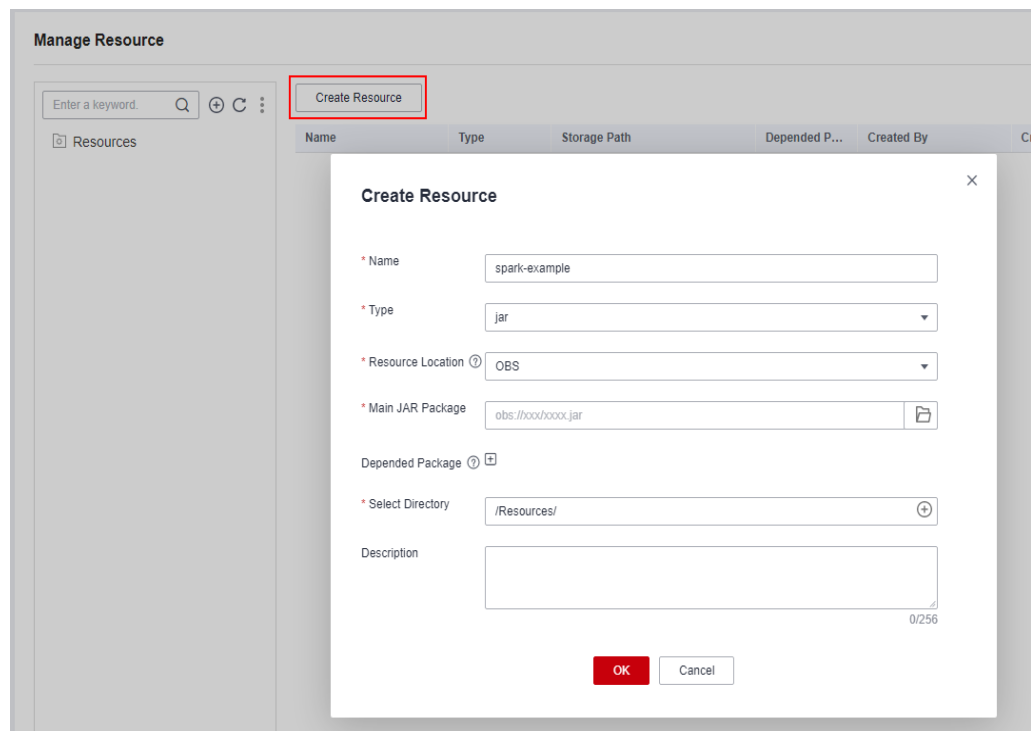 Manage Resource
Enter a keyword.
Create Resource
Resources
Name Type Storage Path Depended P... Created By
Create Resource
* Name
spark-example
* Type
jar
* Resource Location ?
OBS
* Main JAR Package
obs://xxx/xxxx.jar
Depended Package ?
* Select Directory
/Resources/
Description
0/256
OK Cancel